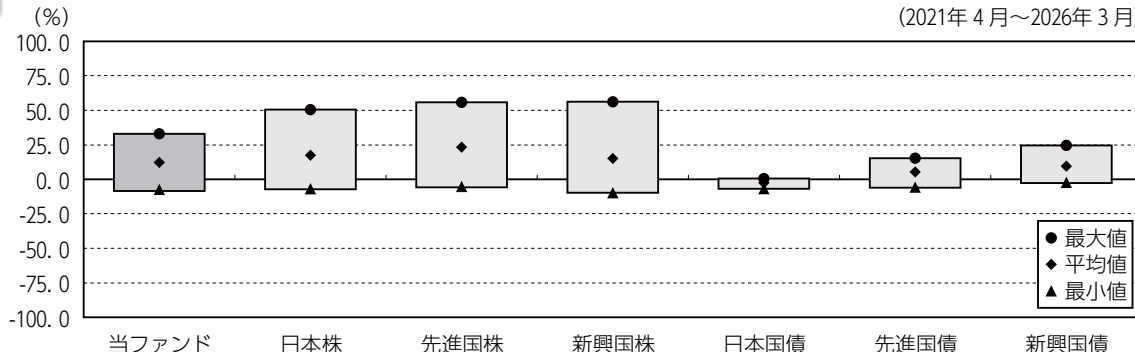 (%)
(2021年4月～2026年3月)
100.0
75.0
50.0
25.0
0.0
-25.0
-50.0
-75.0
-100.0
● 最大値
◆ 平均値
▲ 最小値
当ファンド 日本株 先進国株 新興国株 日本国債 先進国債 新興国債